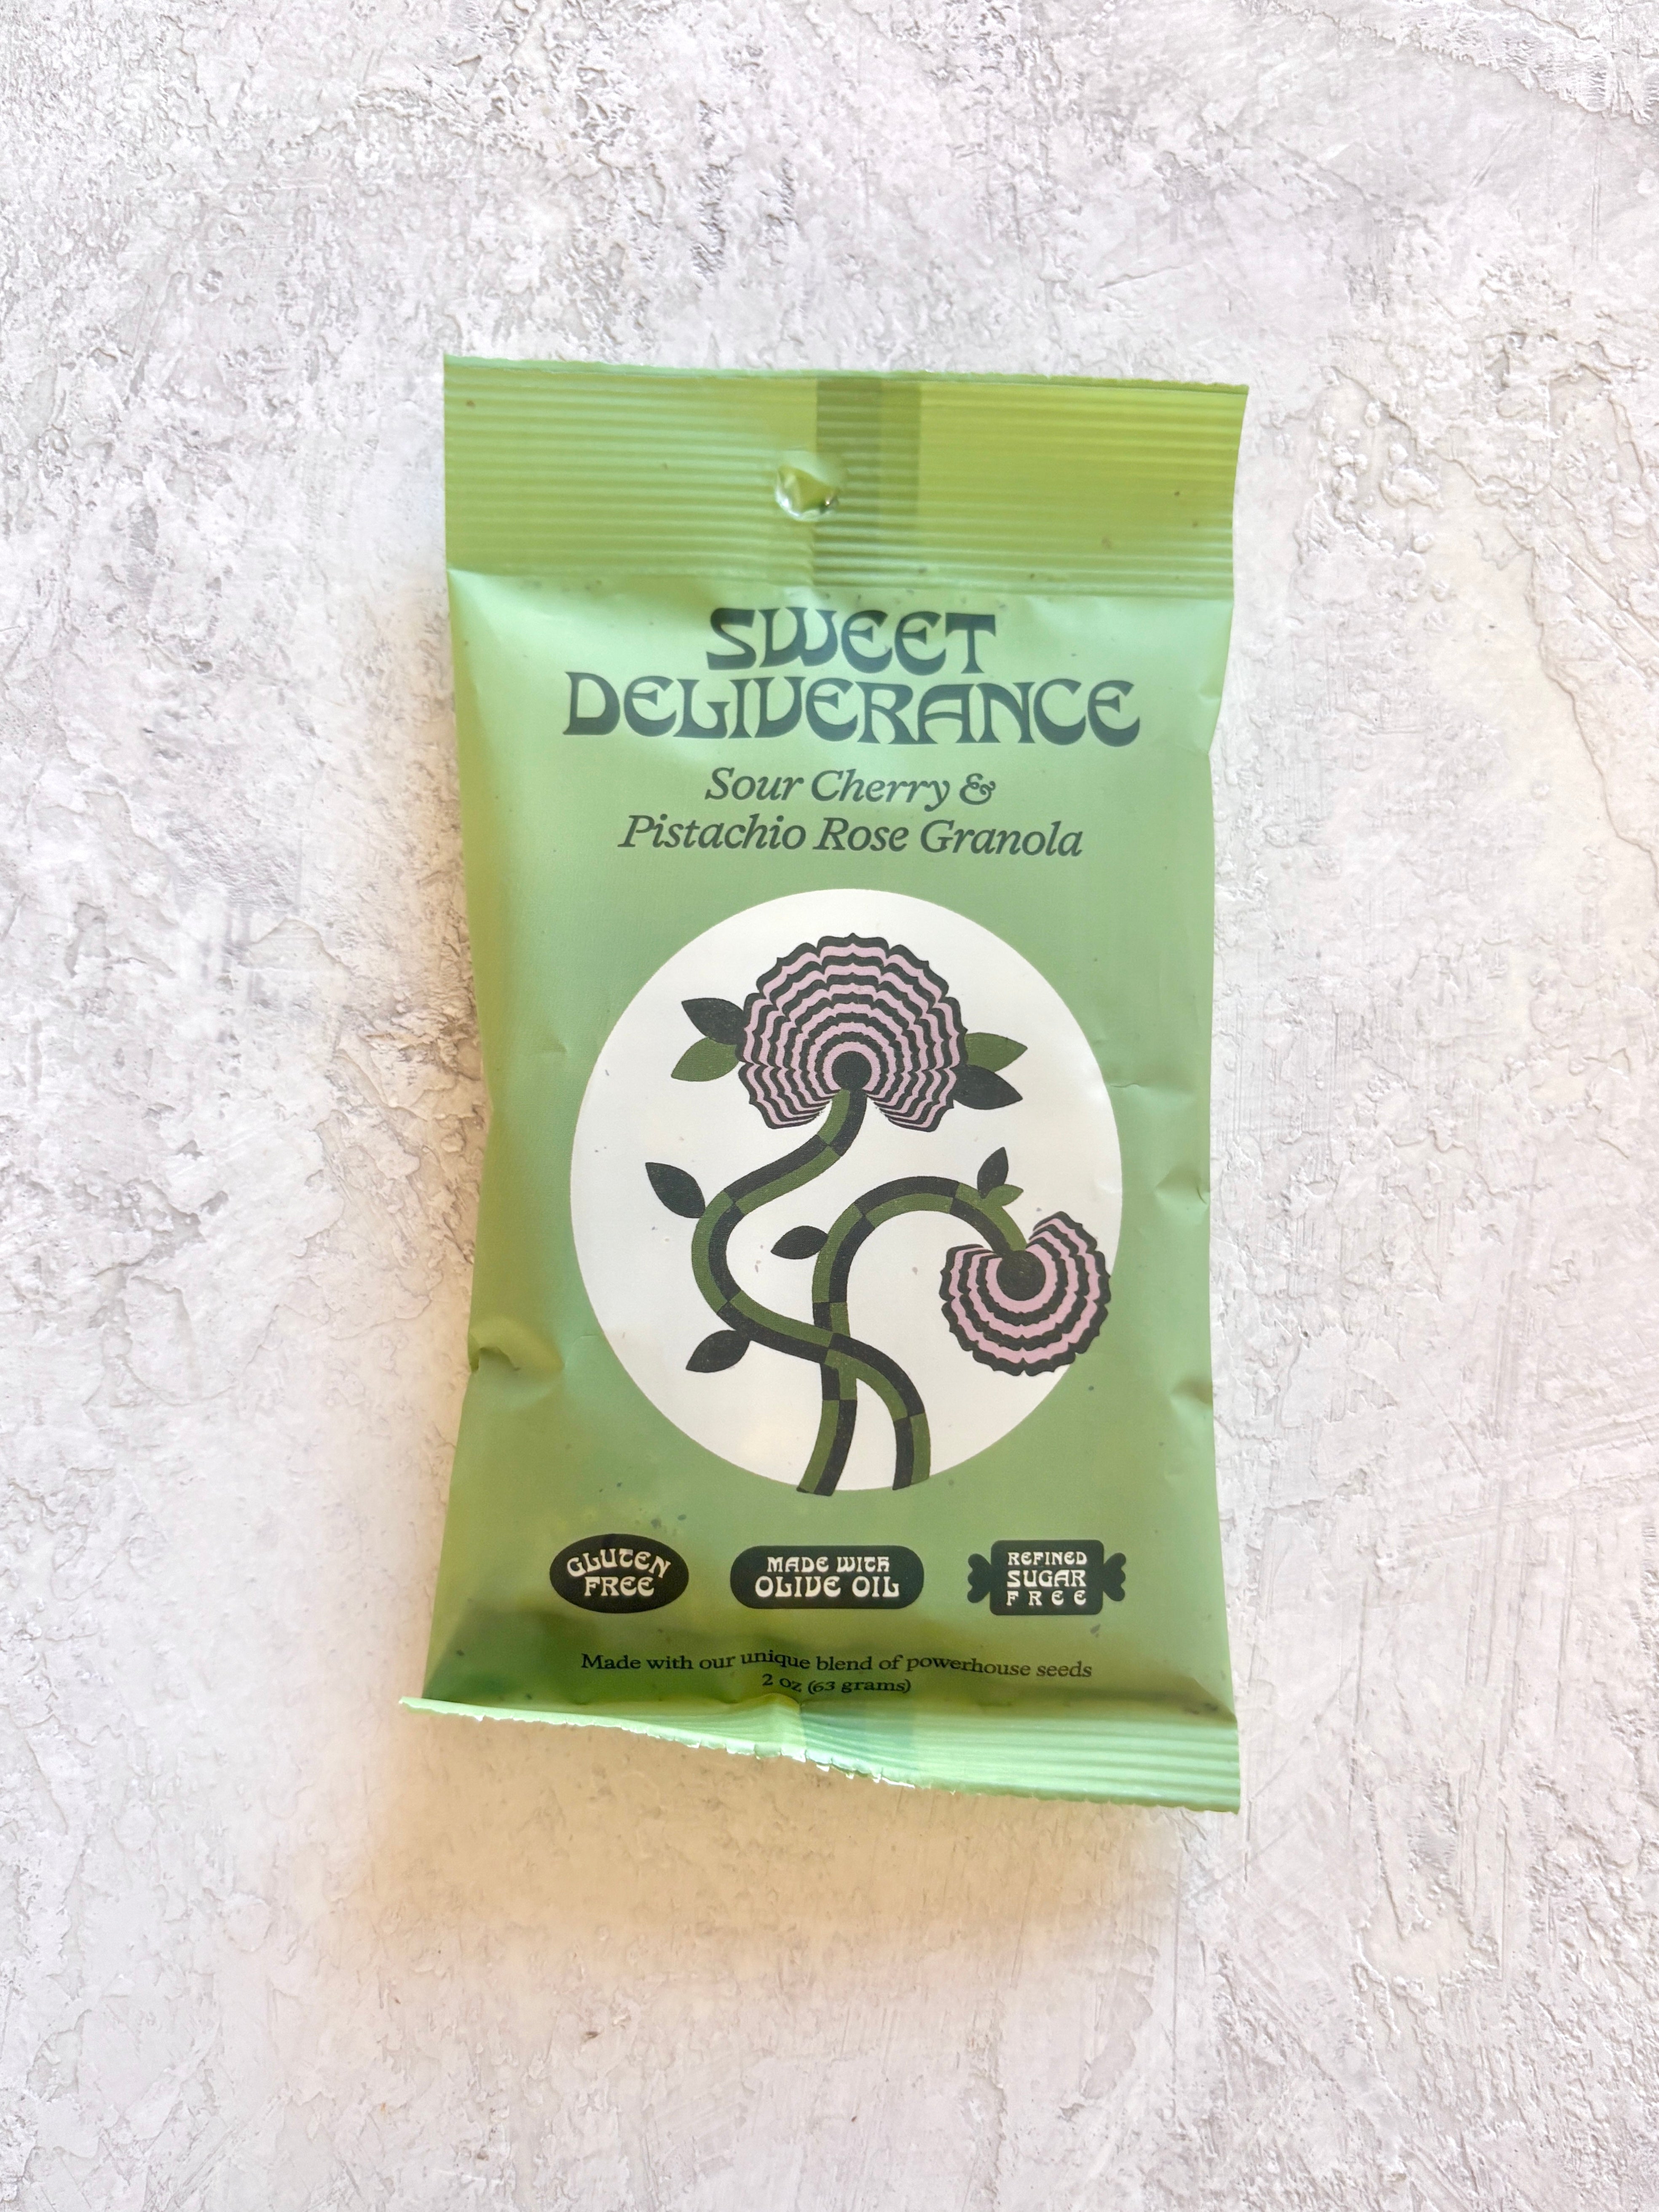 SWEET
DELIVERANCE
Sour Cherry &
Pistachio Rose Granola
GLUTEN
FREE
MADE WITH
OLIVE OIL
REFINED
SUGAR
FREE
Made with our unique blend of powerhouse seeds
2 oz (63 grams)